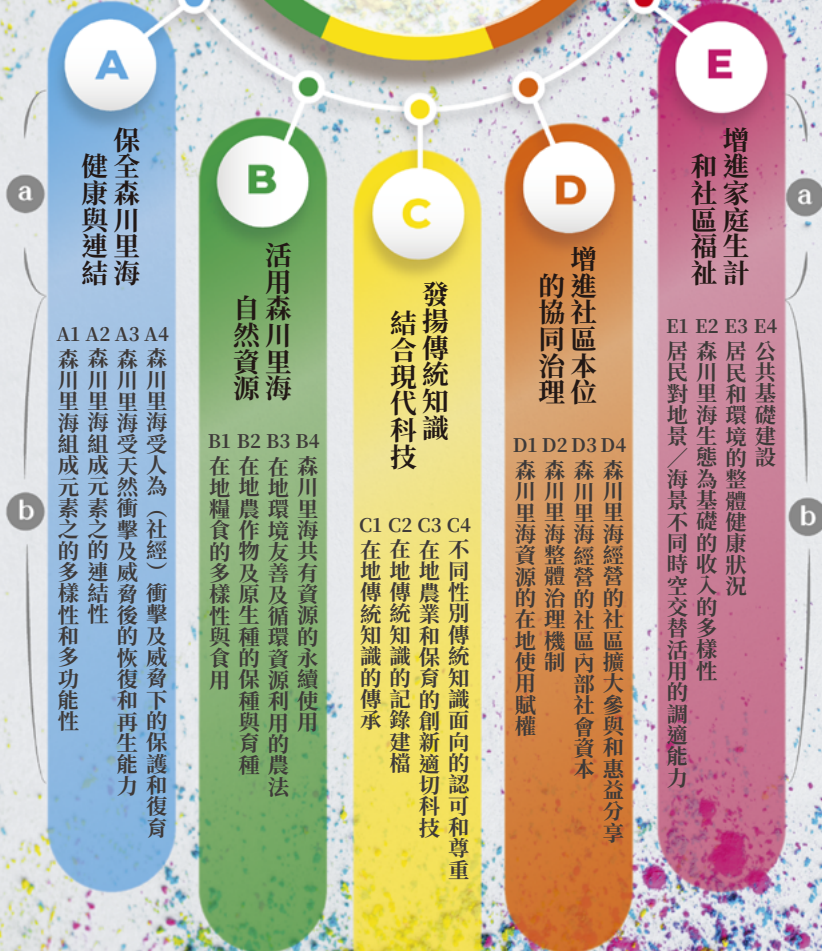 A
保全森川里海
健康與連結
A1 森川里海組成元素之的多樣性和多功能性
A2 森川里海組成元素之的連結性
A3 森川里海受天然衝擊及威脅後的恢復和再生能力
A4 森川里海受人為（社經）衝擊及威脅下的保護和復育
B
活用森川里海
自然資源
B1 在地糧食的多樣性與食用
B2 在地農作物及原生種的保種與育種
B3 在地環境友善及循環資源利用的農法
B4 森川里海共有資源的永續使用
C
發揚傳統知識
結合現代科技
C1 在地傳統知識的傳承
C2 在地傳統知識的記錄建檔
C3 在地農業和保育的創新適切科技
C4 不同性別傳統知識面向的認可和尊重
D
增進社區本位
的協同治理
D1 森川里海資源的在地使用賦權
D2 森川里海整體治理機制
D3 森川里海經營的社區內部社會資本
D4 森川里海經營的社區擴大參與和惠益分享
E
增進家庭生計
和社區福祉
E1 居民對地景／海景不同時空交替活用的調適能力
E2 森川里海生態為基礎的收入的多樣性
E3 居民和環境的整體健康狀況
E4 公共基礎建設
a
b
a
b